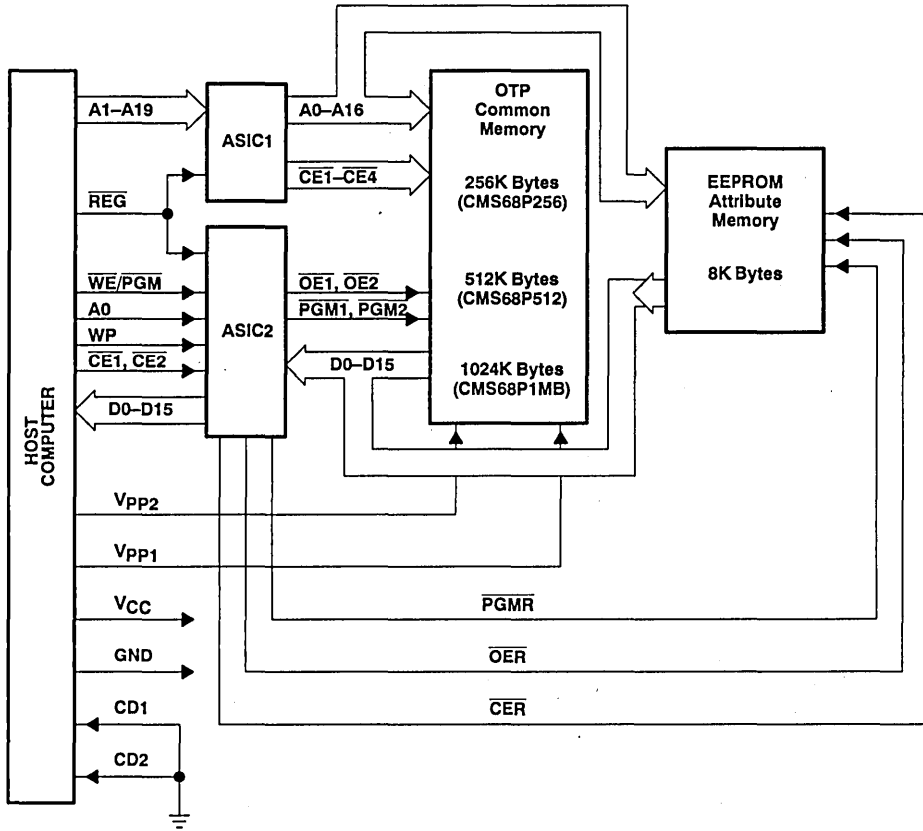 HOST COMPUTER
A1–A19
REG
WE/PGM
A0
WP
CE1, CE2
D0–D15
VPP2
VPP1
VCC
GND
CD1
CD2
ASIC1
ASIC2
A0–A16
CE1–CE4
OE1, OE2
PGM1, PGM2
D0–D15
OTP
Common
Memory
256K Bytes
(CMS68P256)
512K Bytes
(CMS68P512)
1024K Bytes
(CMS68P1MB)
EEPROM
Attribute
Memory
8K Bytes
PGMR
OER
CER